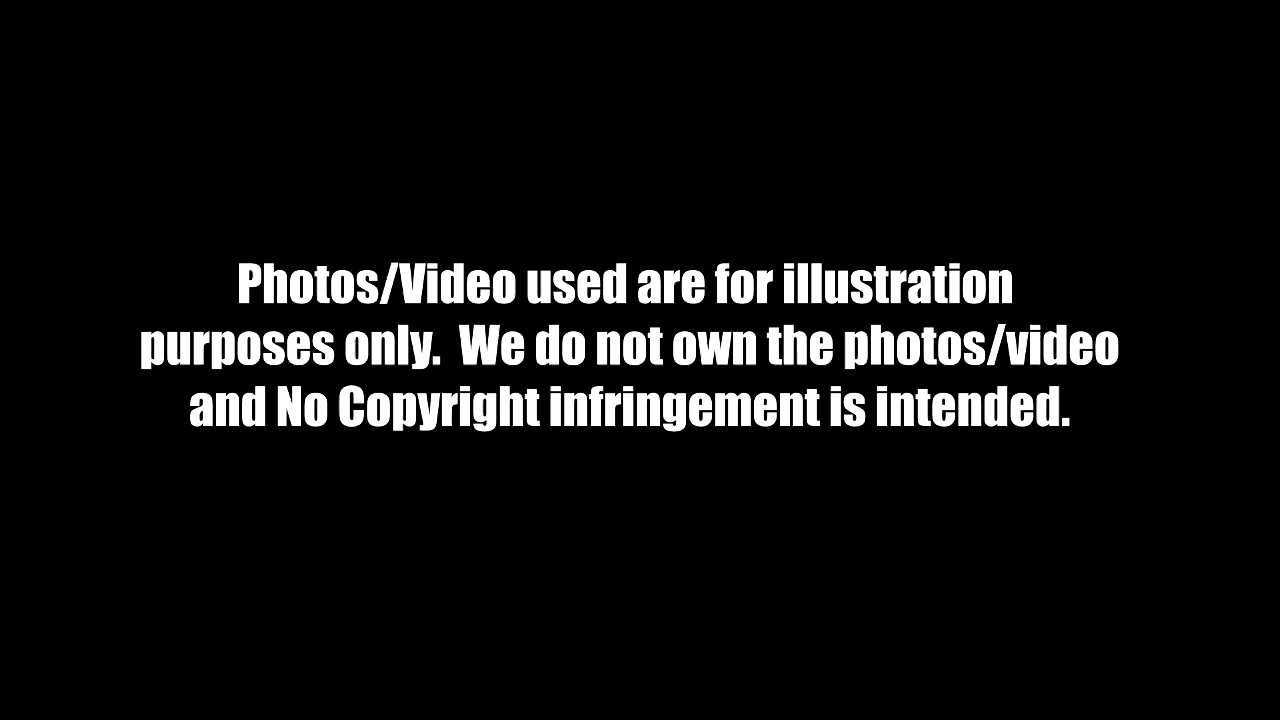 Photos/Video used are for illustration
purposes only.  We do not own the photos/video
and No Copyright infringement is intended.